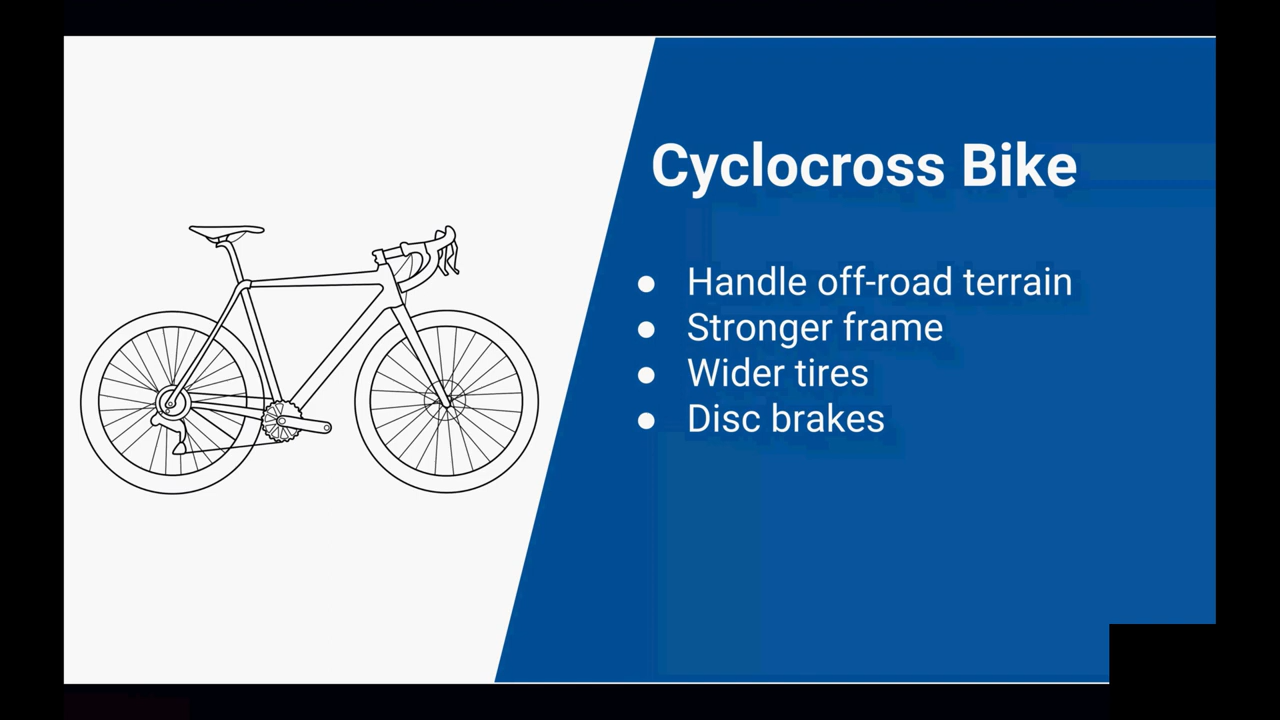 Cyclocross Bike
● Handle off-road terrain
● Stronger frame
● Wider tires
● Disc brakes